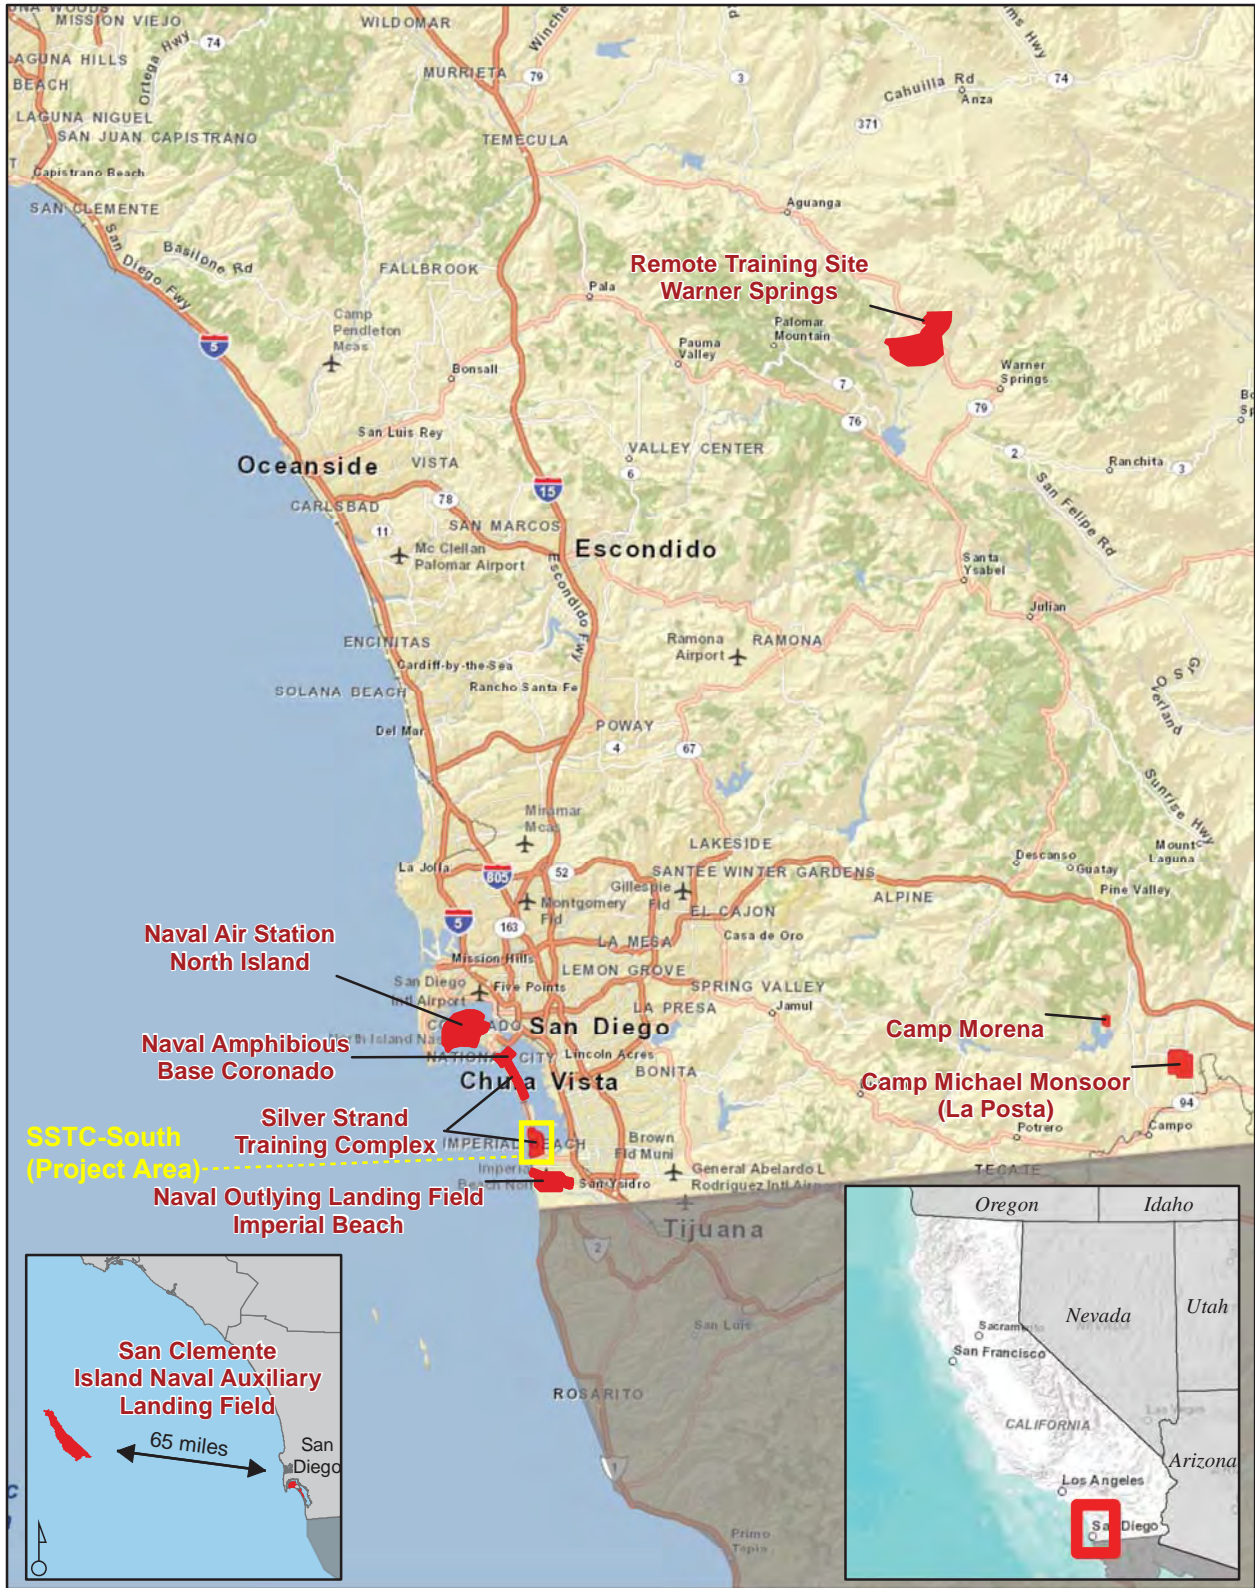 MISSION VIEJO
WILDOMAR
Ortega Hwy
74
LAGUNA HILLS
BEACH
MURRIETA
79
3
74
Cahuilla Rd
Anza
LAGUNA NIGUEL
SAN JUAN CAPISTRANO
371
TEMECULA
Capistrano Beach
SAN CLEMENTE
Aguanga
San Diego Fwy
Basilone Rd
FALLBROOK
Remote Training Site
Warner Springs
Pala
Camp
Pendleton
Mcas
5
Palomar
Mountain
Pauma
Valley
Bonsall
7
Warner
Springs
79
76
San Luis Rey
VALLEY CENTER
2
Oceanside
VISTA
6
Ranchita
3
15
78
CARLSBAD
San Felipe Rd
11
SAN MARCOS
Mc Clellan
Palomar Airport
Escondido
Escondido Fwy
Santa
Ysabel
Julian
ENCINITAS
Ramona
Airport
RAMONA
Cardiff-by-the-Sea
Rancho Santa Fe
SOLANA BEACH
Overland
Del Mar
POWAY
4
67
Sunrise Hwy
Miramar
Mcas
LAKESIDE
Mount
Laguna
Descanso
Guatay
La Jolla
805
52
SANTEE WINTER GARDENS
Gillespie
Fld
Pine Valley
ALPINE
Montgomery
Fld
5
163
EL CAJON
Naval Air Station
North Island
LA MESA
Casa de Oro
Mission Hills
LEMON GROVE
San Diego
Intl Airport
Five Points
SPRING VALLEY
LA PRESA
Jamul
San Diego
Camp Morena
Naval Amphibious
Base Coronado
NATIONAL CITY
Lincoln Acres
BONITA
Chula Vista
Camp Michael Monsoor
(La Posta)
94
Silver Strand
Training Complex
SSTC-South
(Project Area)
IMPERIAL BEACH
Brown
Fld Muni
Potrero
Campo
Imperial
San Ysidro
General Abelardo L
Rodriguez Intl Airport
TECATE
Naval Outlying Landing Field
Imperial Beach
Tijuana
2
San Luis
ROSARITO
1
Primo
Tapia
San Clemente
Island Naval Auxiliary
Landing Field
65 miles
San
Diego
Oregon
Idaho
Nevada
Utah
Sacramento
San Francisco
CALIFORNIA
Las Vegas
Arizona
Los Angeles
San Diego